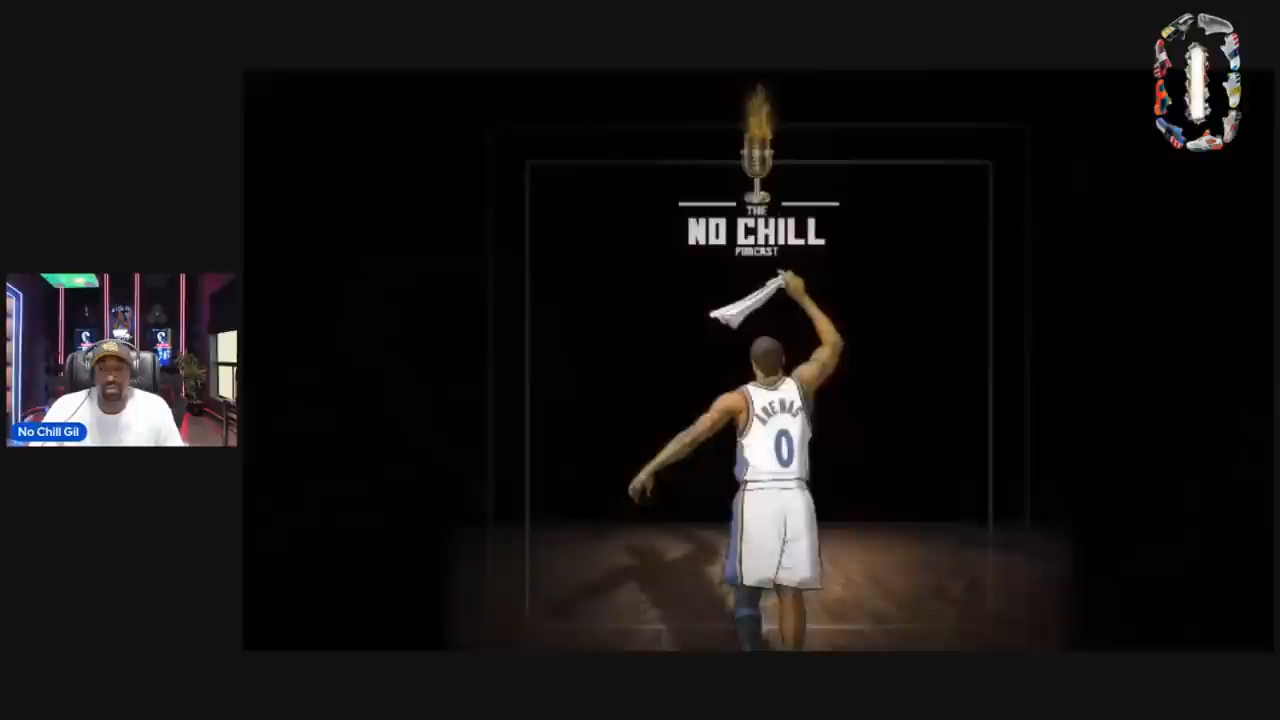 THE
NO CHILL
PODCAST
ARENAS
0
No Chill Gil